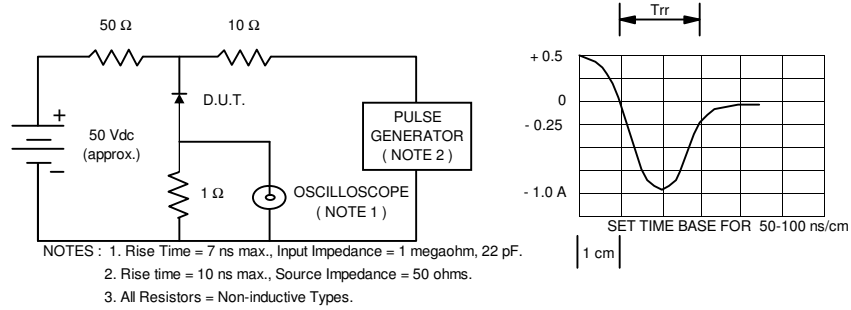 50 Ω
10 Ω
Trr
+
50 Vdc
(approx.)
−
D.U.T.
1 Ω
PULSE
GENERATOR
( NOTE 2 )
OSCILLOSCOPE
( NOTE 1 )
+ 0.5
0
- 0.25
- 1.0 A
SET TIME BASE FOR 50-100 ns/cm
1 cm
NOTES : 1. Rise Time = 7 ns max., Input Impedance = 1 megaohm, 22 pF.
2. Rise time = 10 ns max., Source Impedance = 50 ohms.
3. All Resistors = Non-inductive Types.